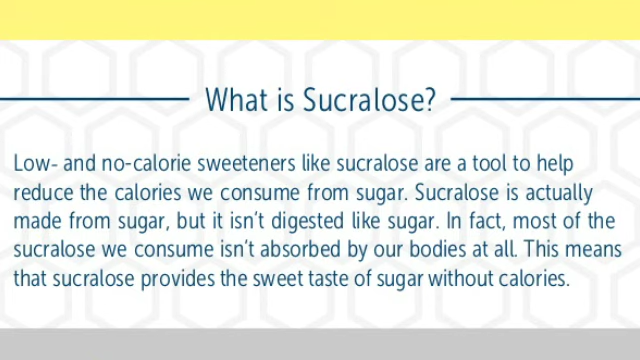 What is Sucralose?
Low- and no-calorie sweeteners like sucralose are a tool to help
reduce the calories we consume from sugar. Sucralose is actually
made from sugar, but it isn't digested like sugar. In fact, most of the
sucralose we consume isn't absorbed by our bodies at all. This means
that sucralose provides the sweet taste of sugar without calories.